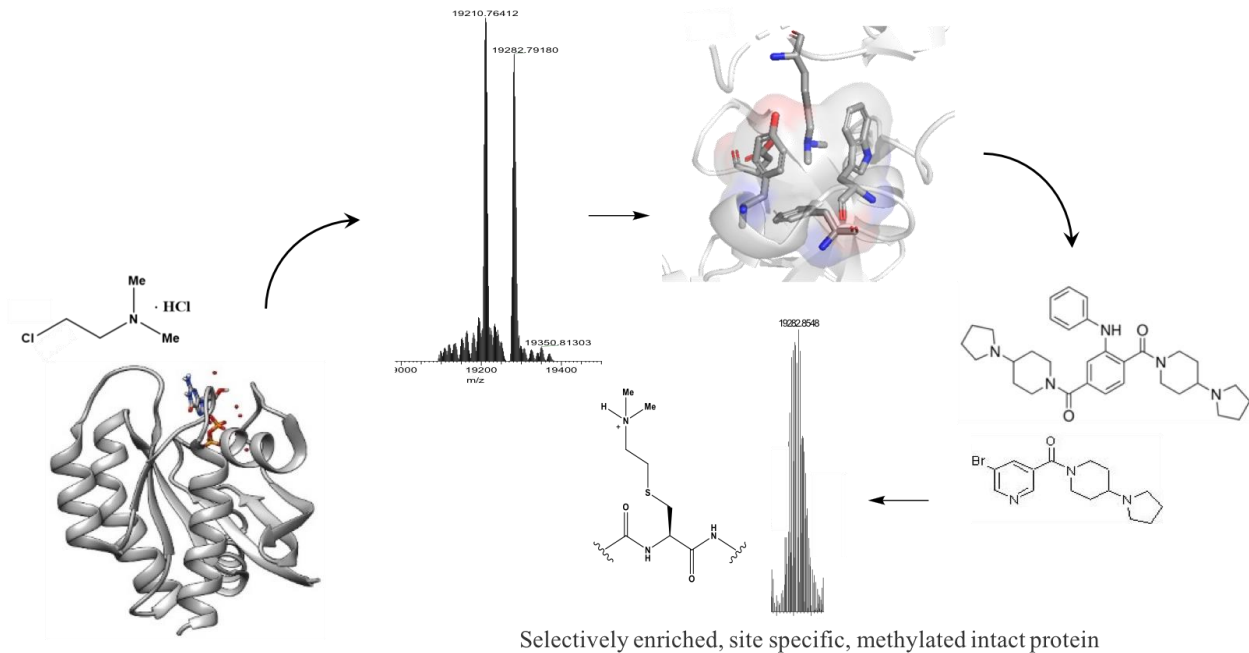 19210.76412
19282.79180
19350.81303
9000 19200 19400
m/z
Me
· HCl
N
Cl
Me
19282.8548
Me
H Me
N
+
S
O H
N
N
H O
NH O
N
N
N
O N
O
Br
N
N
N
Selectively enriched, site specific, methylated intact protein